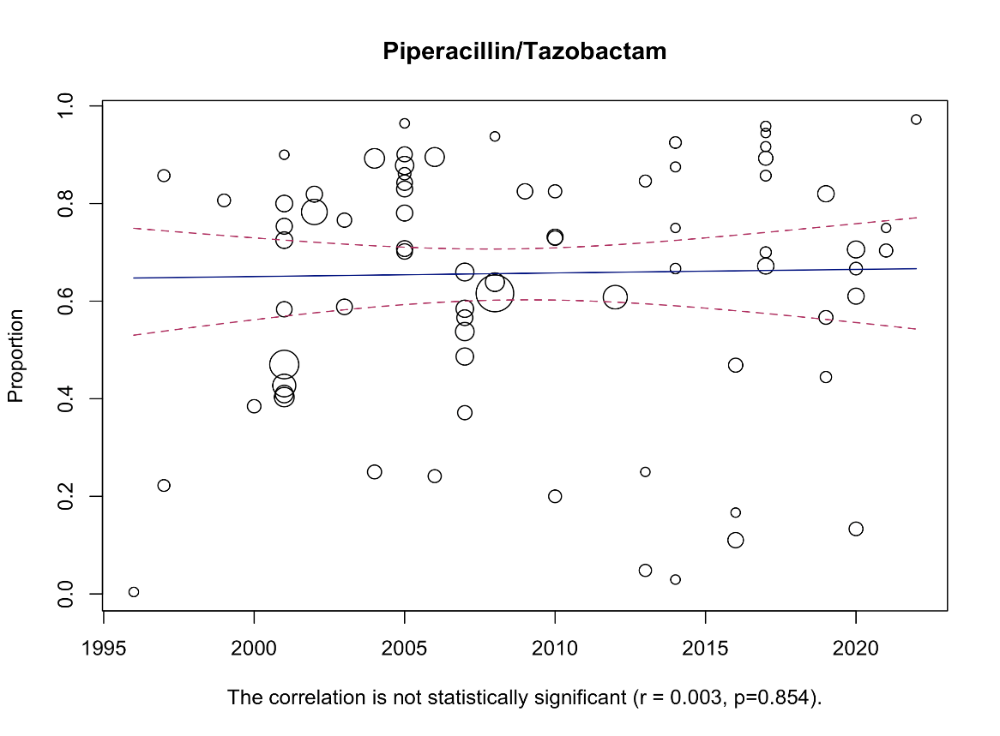 Piperacillin/Tazobactam
Proportion
1.0
0.8
0.6
0.4
0.2
0.0
1995 2000 2005 2010 2015 2020
The correlation is not statistically significant (r = 0.003, p=0.854).